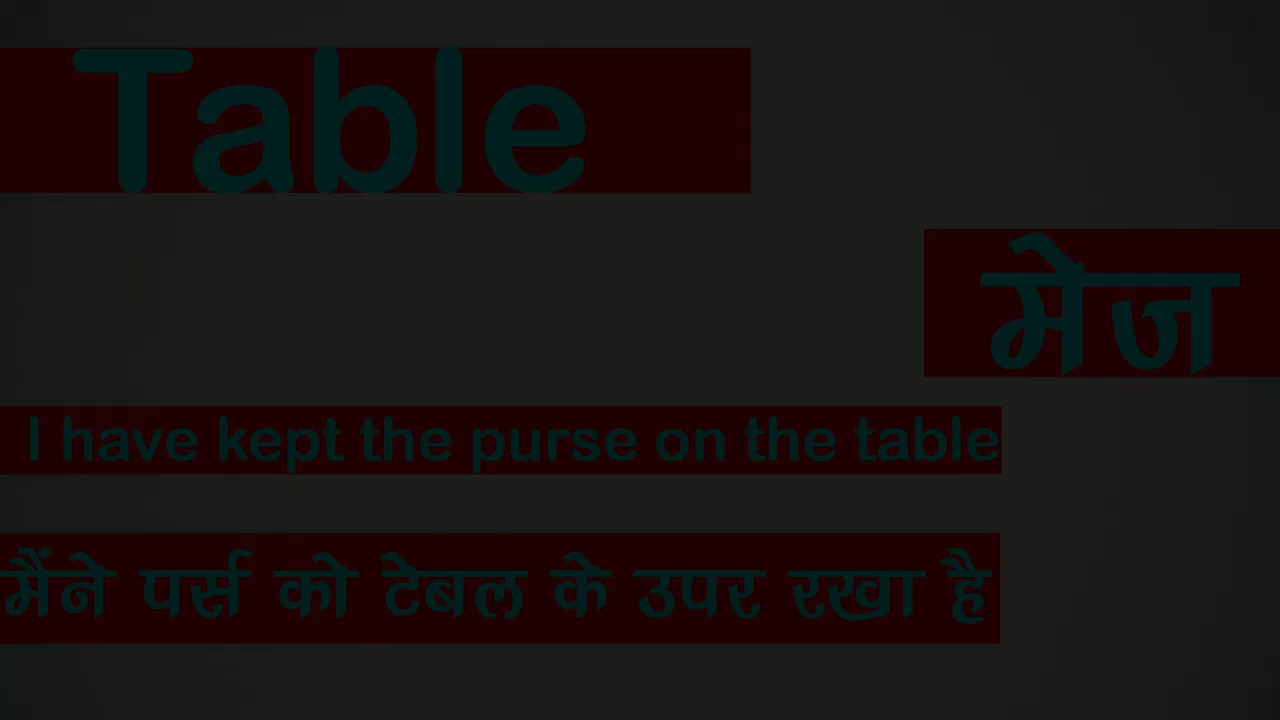 Table
मेज
I have kept the purse on the table
मैंने पर्स को टेबल के उपर रखा है